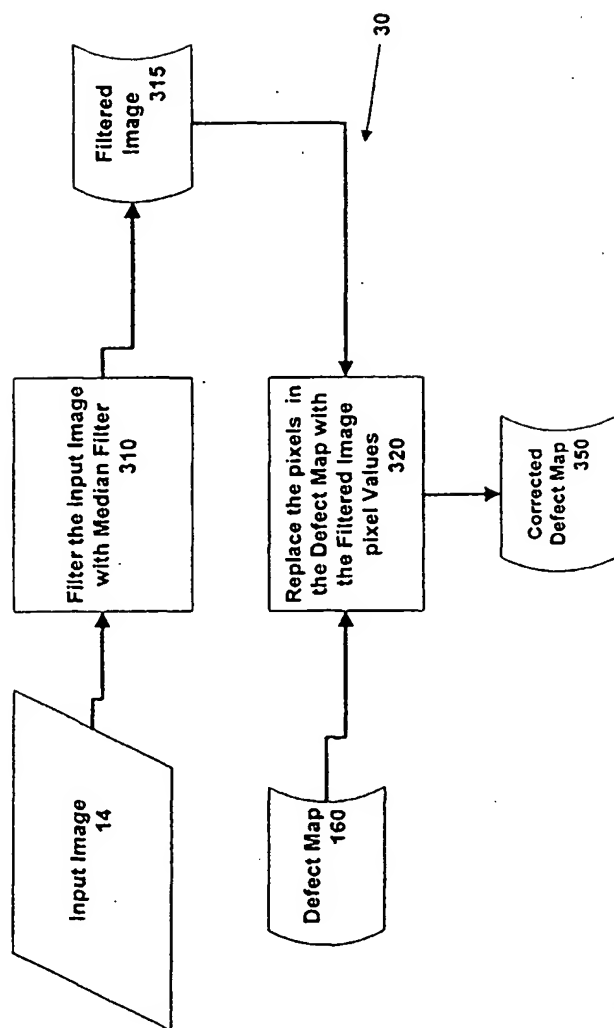 Input Image
14
Filter the Input Image
with Median Filter
310
Filtered
Image
315
30
Defect Map
160
Replace the pixels in
the Defect Map with
the Filtered Image
pixel Values
320
Corrected
Defect Map
350